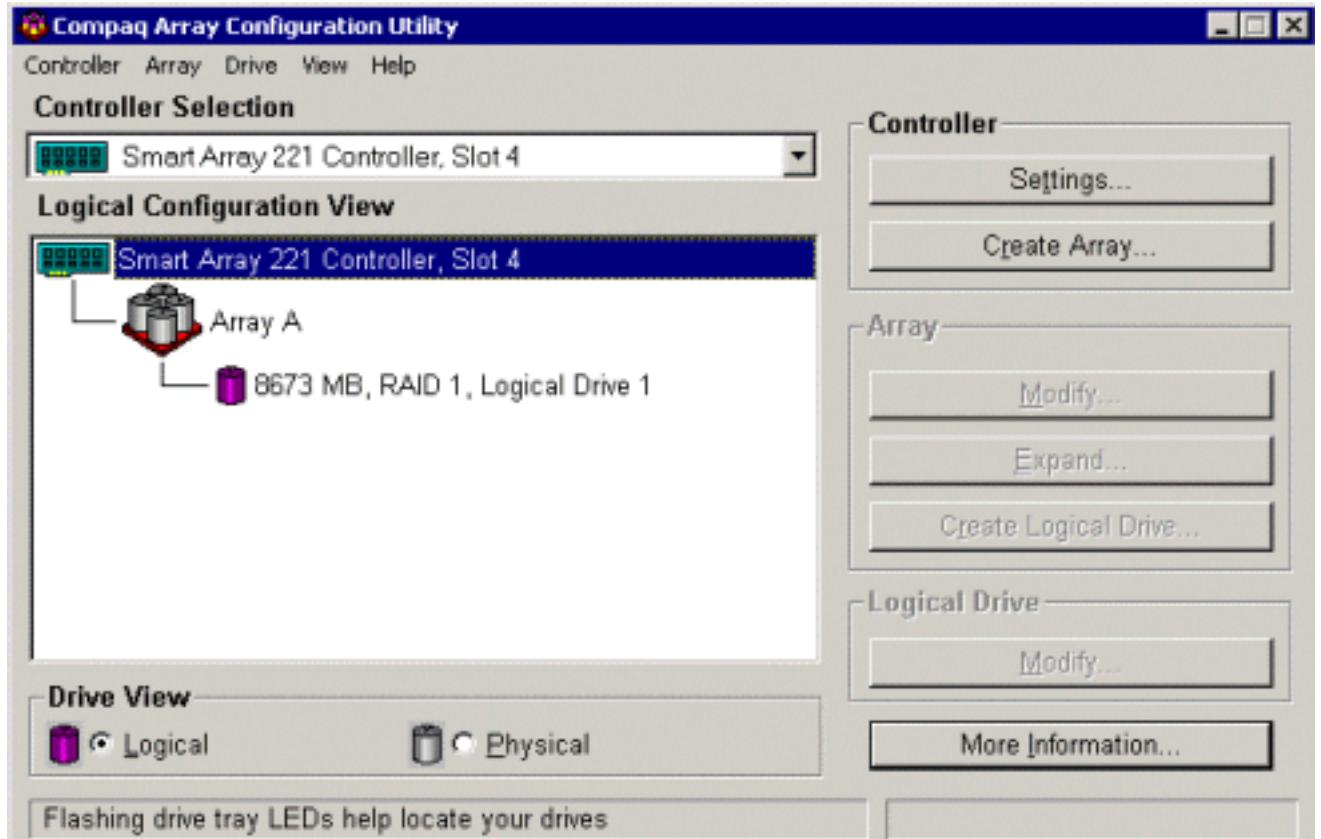 Compaq Array Configuration Utility
Controller Array Drive View Help
Controller Selection
Smart Array 221 Controller, Slot 4
Logical Configuration View
Smart Array 221 Controller, Slot 4
Array A
8673 MB, RAID 1, Logical Drive 1
Drive View
Logical
Physical
Controller
Settings...
Create Array...
Array
Modify...
Expand...
Create Logical Drive...
Logical Drive
Modify...
More Information...
Flashing drive tray LEDs help locate your drives